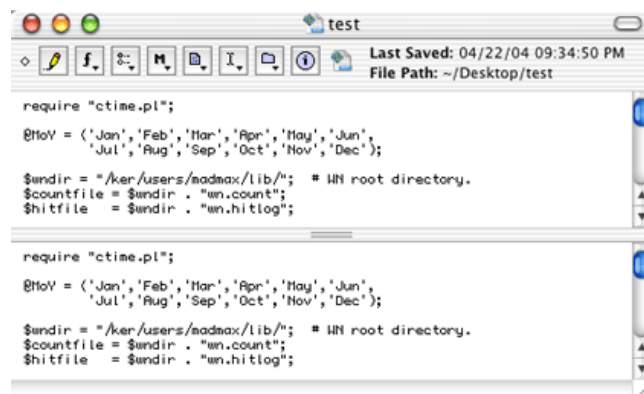 test
Last Saved: 04/22/04 09:34:50 PM
File Path: ~/Desktop/test
require "ctime.pl";
@MoY = ('Jan','Feb','Mar','Apr','May','Jun',
'Jul','Aug','Sep','Oct','Nov','Dec');
$wndir = "/ker/users/madmax/lib/"; # WN root directory.
$countfile = $wndir . "wn.count";
$hitfile = $wndir . "wn.hitlog";
require "ctime.pl";
@MoY = ('Jan','Feb','Mar','Apr','May','Jun',
'Jul','Aug','Sep','Oct','Nov','Dec');
$wndir = "/ker/users/madmax/lib/"; # WN root directory.
$countfile = $wndir . "wn.count";
$hitfile = $wndir . "wn.hitlog";